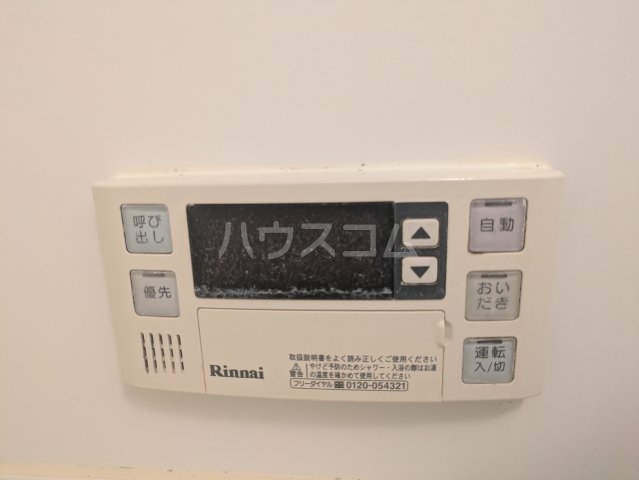 呼び
出し
優先
ハウスコム
自動
おい
だき
運転
入/切
Rinnai
取扱説明書をよく読み正しくご使用ください
警告
やけど予防のためシャワー・入浴の際はお湯
の温度を確かめて使用してください
フリーダイヤル 0120-054321